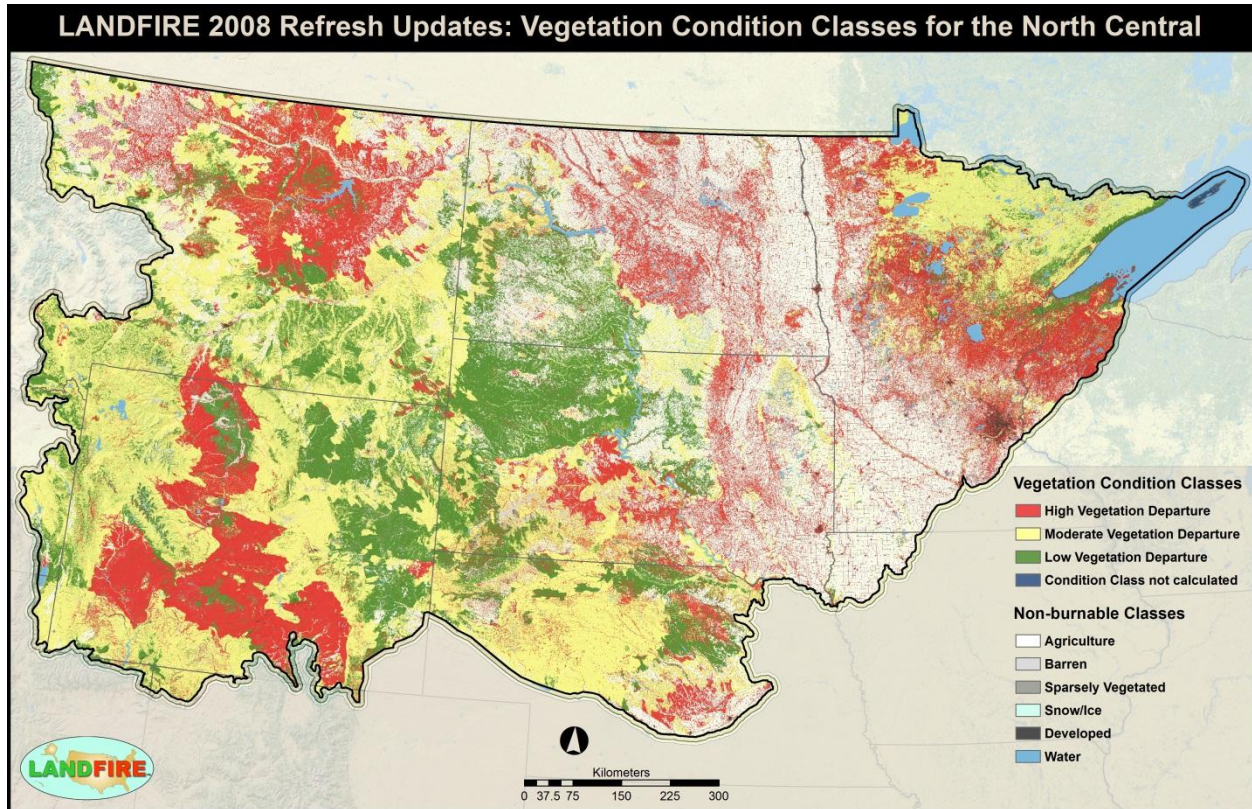 LANDFIRE 2008 Refresh Updates: Vegetation Condition Classes for the North Central
Vegetation Condition Classes
High Vegetation Departure
Moderate Vegetation Departure
Low Vegetation Departure
Condition Class not calculated
Non-burnable Classes
Agriculture
Barren
Sparsely Vegetated
Snow/Ice
Developed
Water
LANDFIRE
Kilometers
0 37.5 75 150 225 300